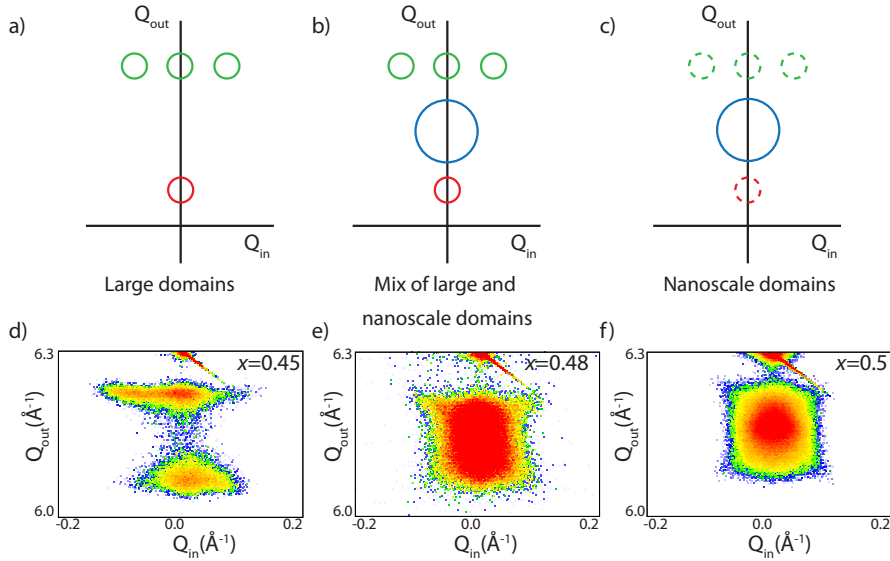 a) Q_out
Q_in
Large domains
b) Q_out
Q_in
Mix of large and
nanoscale domains
c) Q_out
Q_in
Nanoscale domains
d) x=0.45
6.3
Q_out(Å⁻¹)
6.0
-0.2 0.0 0.2
Q_in(Å⁻¹)
e) x=0.48
6.3
Q_out(Å⁻¹)
6.0
-0.2 0.0 0.2
Q_in(Å⁻¹)
f) x=0.5
6.3
Q_out(Å⁻¹)
6.0
-0.2 0.0 0.2
Q_in(Å⁻¹)